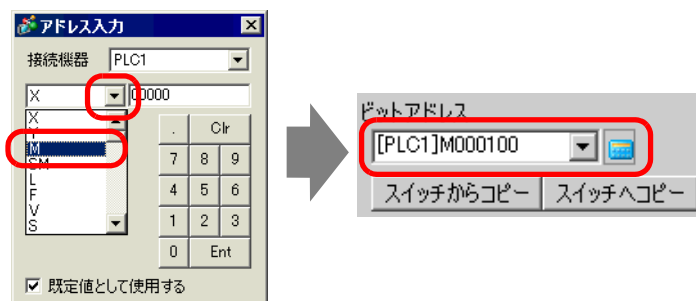 アドレス入力
接続機器 PLC1
X 00000
X
Y
M
SM
L
F
V
S
. Clr
7 8 9
4 5 6
1 2 3
0 Ent
既定値として使用する
ビットアドレス
[PLC1]M000100
スイッチからコピー スイッチへコピー